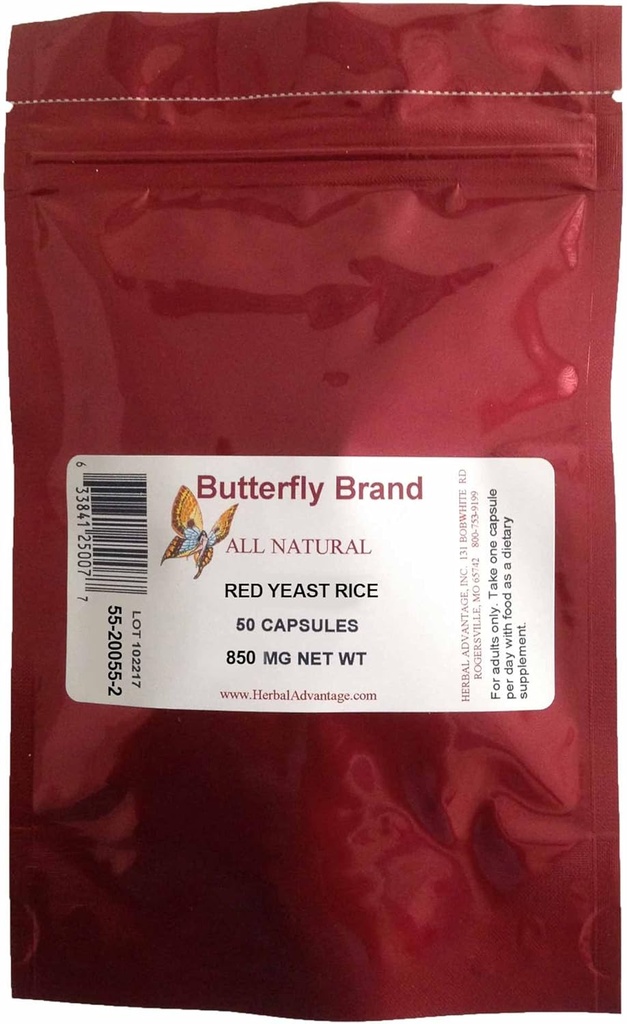 Butterfly Brand
ALL NATURAL
RED YEAST RICE
50 CAPSULES
850 MG NET WT
www.HerbalAdvantage.com
6 33841 25007 7
LOT 102217
55-20055-2
HERBAL ADVANTAGE, INC. 131 BOBWHITE RD
ROGERSVILLE, MO 65742 800-753-9199
For adults only. Take one capsule
per day with food as a dietary
supplement.